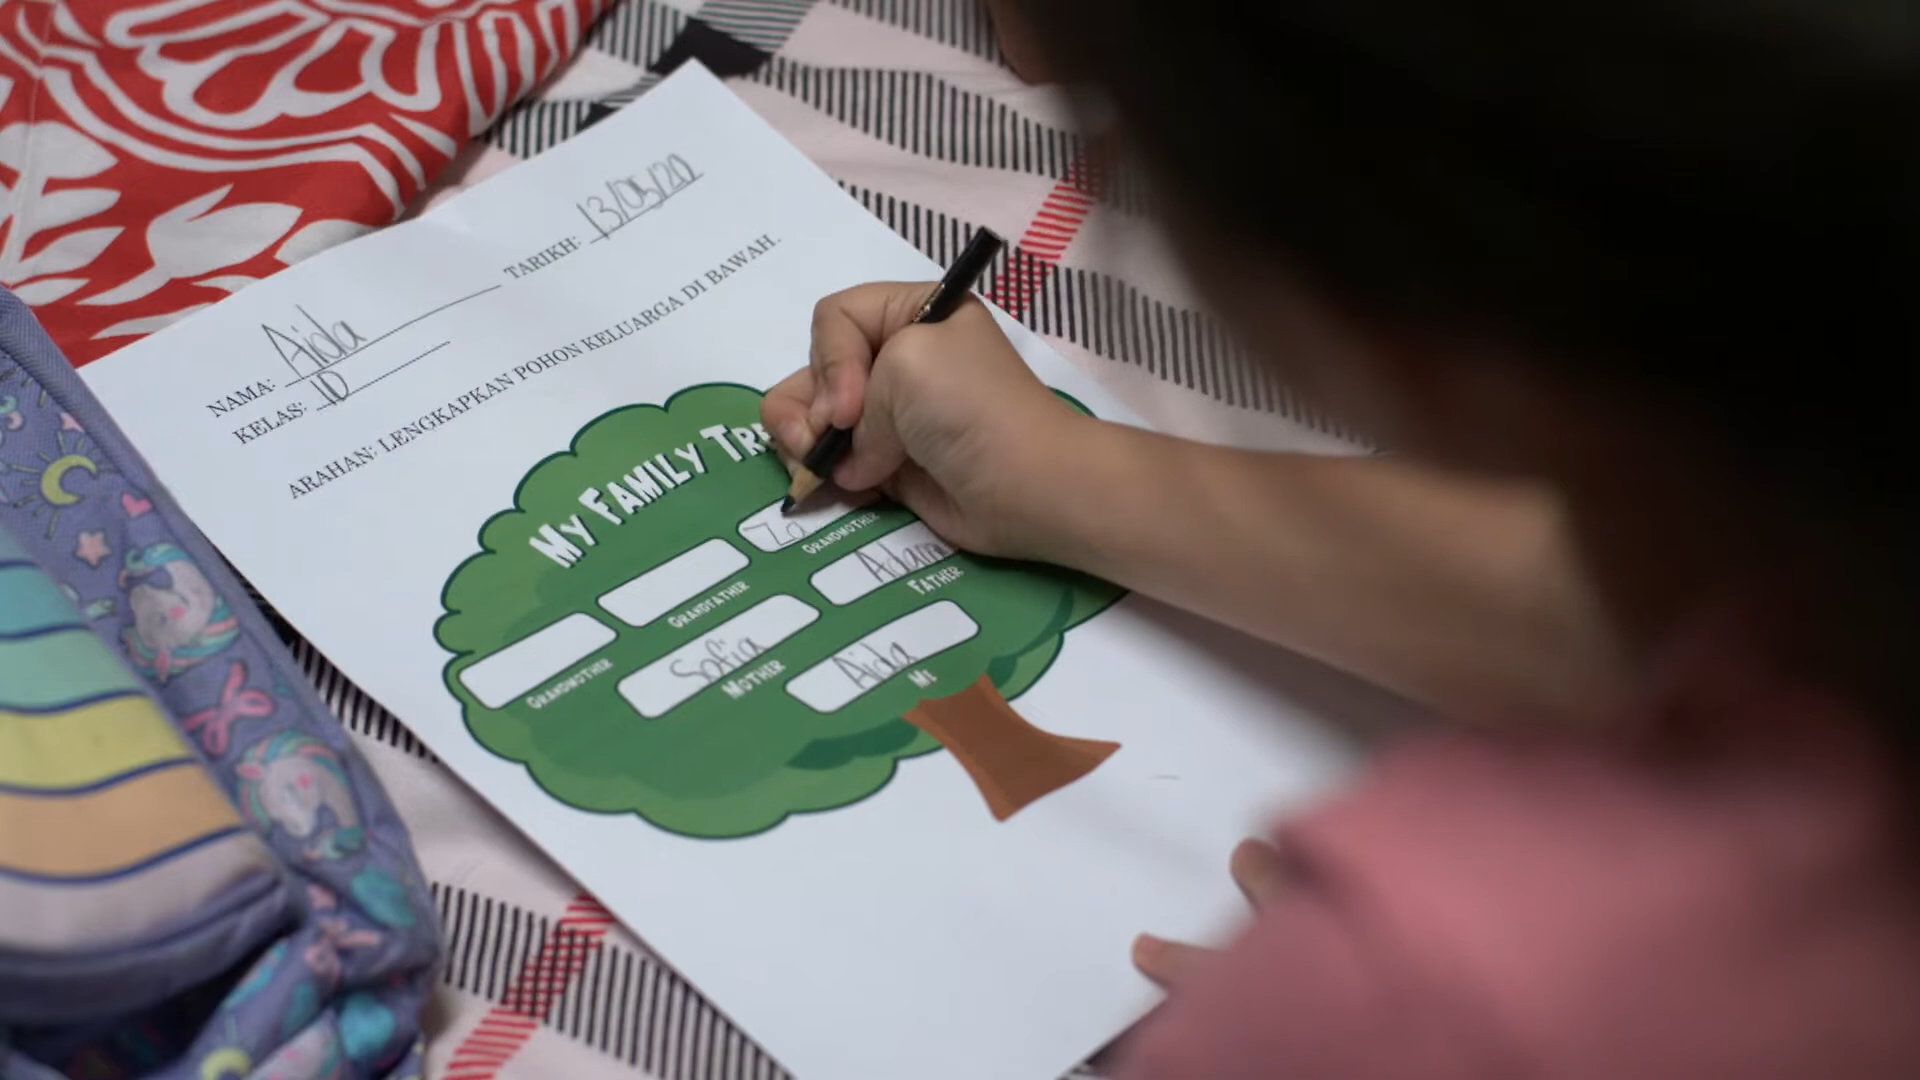 NAMA: Aida TARIKH: 13/05/20
KELAS: 1D
ARAHAN: LENGKAPKAN POHON KELUARGA DI BAWAH.
MY FAMILY TRE
Za
GRANDFATHER GRANDMOTHER
Adam
GRANDMOTHER FATHER
Sofia
MOTHER
Aida
ME